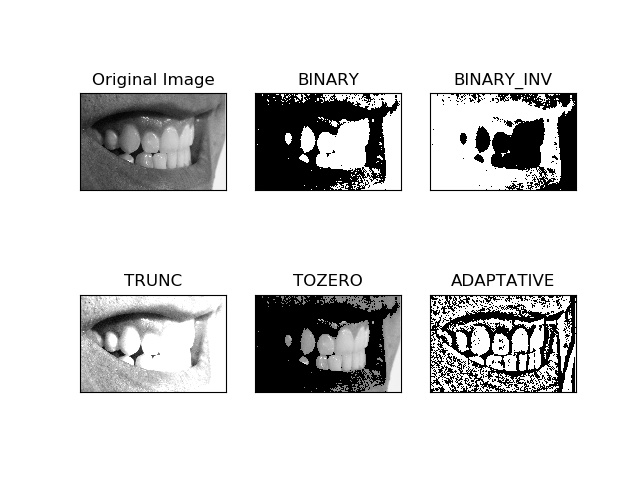 Original Image
BINARY
BINARY_INV
TRUNC
TOZERO
ADAPTATIVE